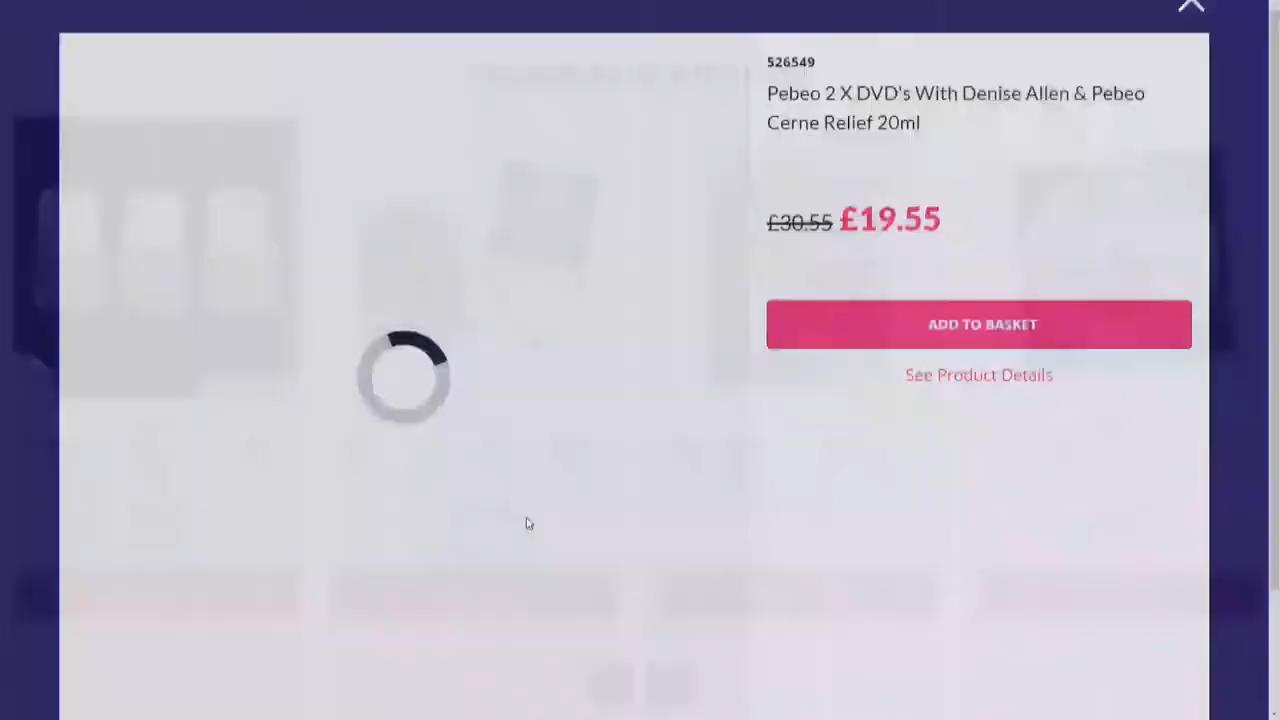 526549
Pebeo 2 X DVD's With Denise Allen & Pebeo
Cerne Relief 20ml
£30.55 £19.55
ADD TO BASKET
See Product Details